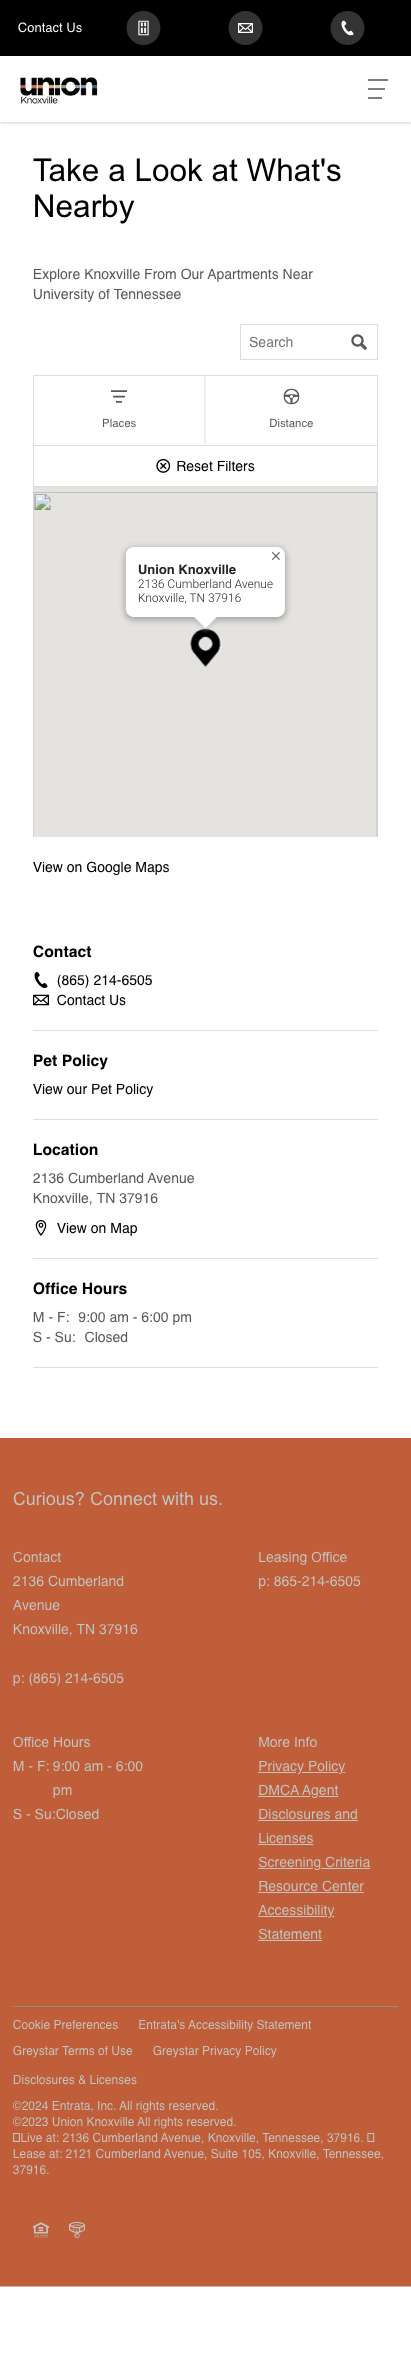 Contact Us
union
Knoxville
Take a Look at What's
Nearby
Explore Knoxville From Our Apartments Near
University of Tennessee
Search
Places
Distance
Reset Filters
Union Knoxville
2136 Cumberland Avenue
Knoxville, TN 37916
View on Google Maps
Contact
(865) 214-6505
Contact Us
Pet Policy
View our Pet Policy
Location
2136 Cumberland Avenue
Knoxville, TN 37916
View on Map
Office Hours
M - F: 9:00 am - 6:00 pm
S - Su: Closed
Curious? Connect with us.
Contact
2136 Cumberland
Avenue
Knoxville, TN 37916
p: (865) 214-6505
Leasing Office
p: 865-214-6505
Office Hours
M - F: 9:00 am - 6:00
pm
S - Su:Closed
More Info
Privacy Policy
DMCA Agent
Disclosures and
Licenses
Screening Criteria
Resource Center
Accessibility
Statement
Cookie Preferences Entrata's Accessibility Statement
Greystar Terms of Use Greystar Privacy Policy
Disclosures & Licenses
©2024 Entrata, Inc. All rights reserved.
©2023 Union Knoxville All rights reserved.
Live at: 2136 Cumberland Avenue, Knoxville, Tennessee, 37916.
Lease at: 2121 Cumberland Avenue, Suite 105, Knoxville, Tennessee,
37916.